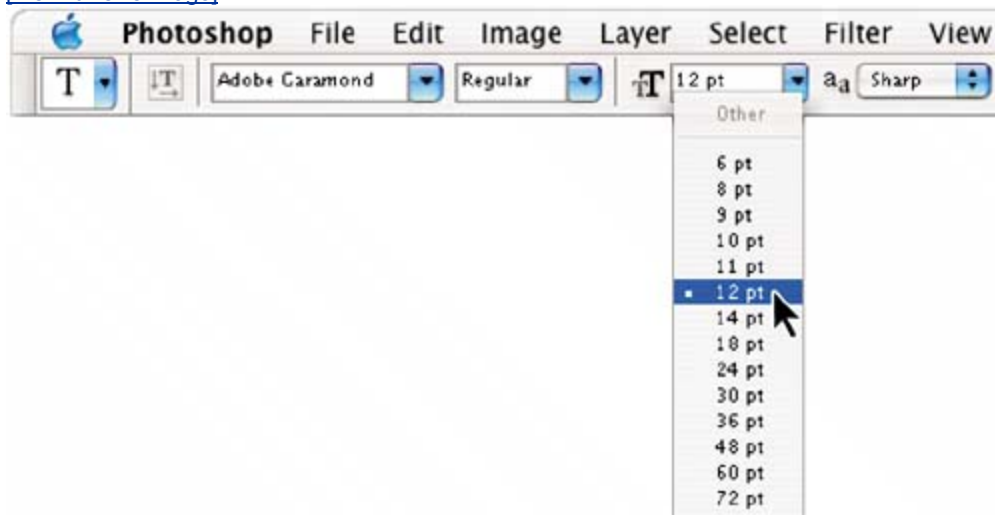 Photoshop File Edit Image Layer Select Filter View
T T Adobe Garamond Regular TT 12 pt aa Sharp
Other
6 pt
8 pt
9 pt
10 pt
11 pt
12 pt
14 pt
18 pt
24 pt
30 pt
36 pt
48 pt
60 pt
72 pt